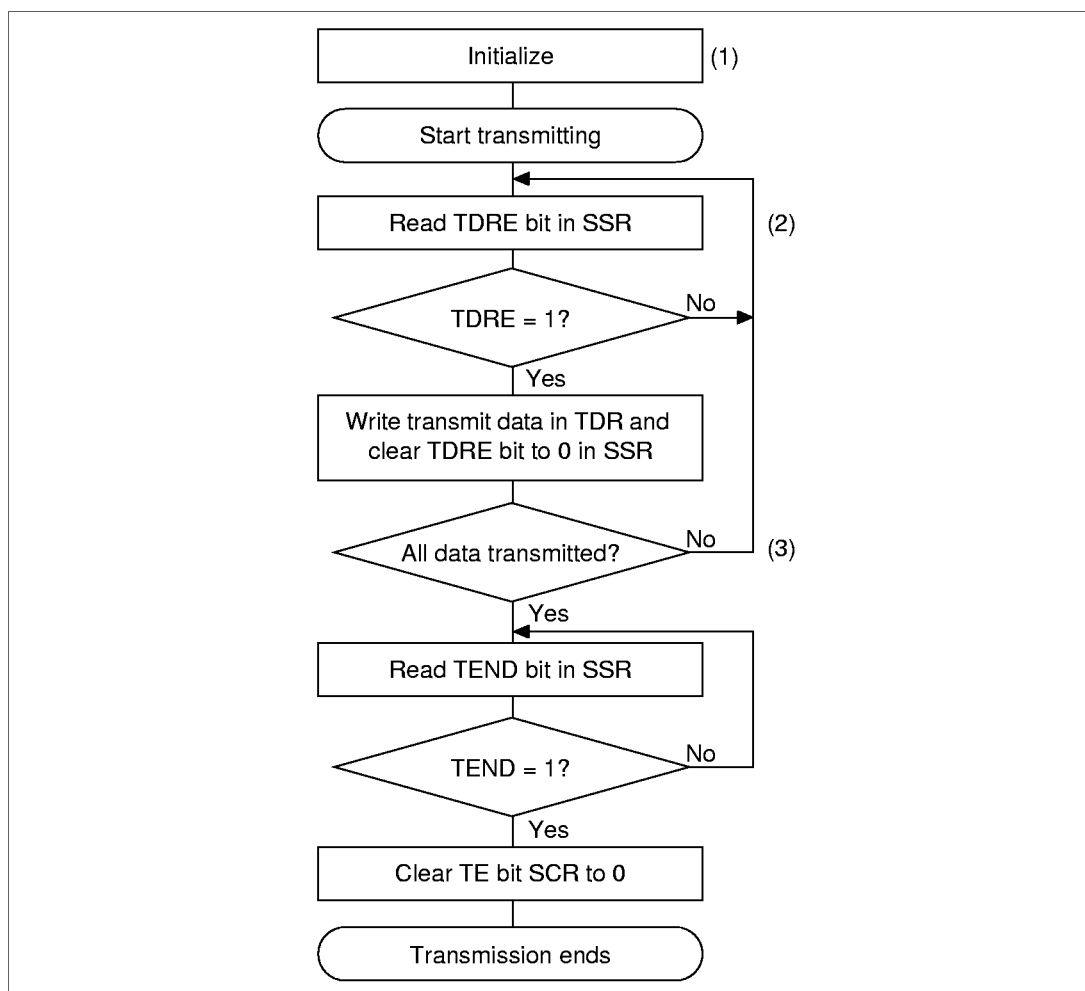 Initialize
(1)
Start transmitting
Read TDRE bit in SSR
(2)
TDRE = 1?
No
Yes
Write transmit data in TDR and
clear TDRE bit to 0 in SSR
All data transmitted?
No
(3)
Yes
Read TEND bit in SSR
TEND = 1?
No
Yes
Clear TE bit SCR to 0
Transmission ends